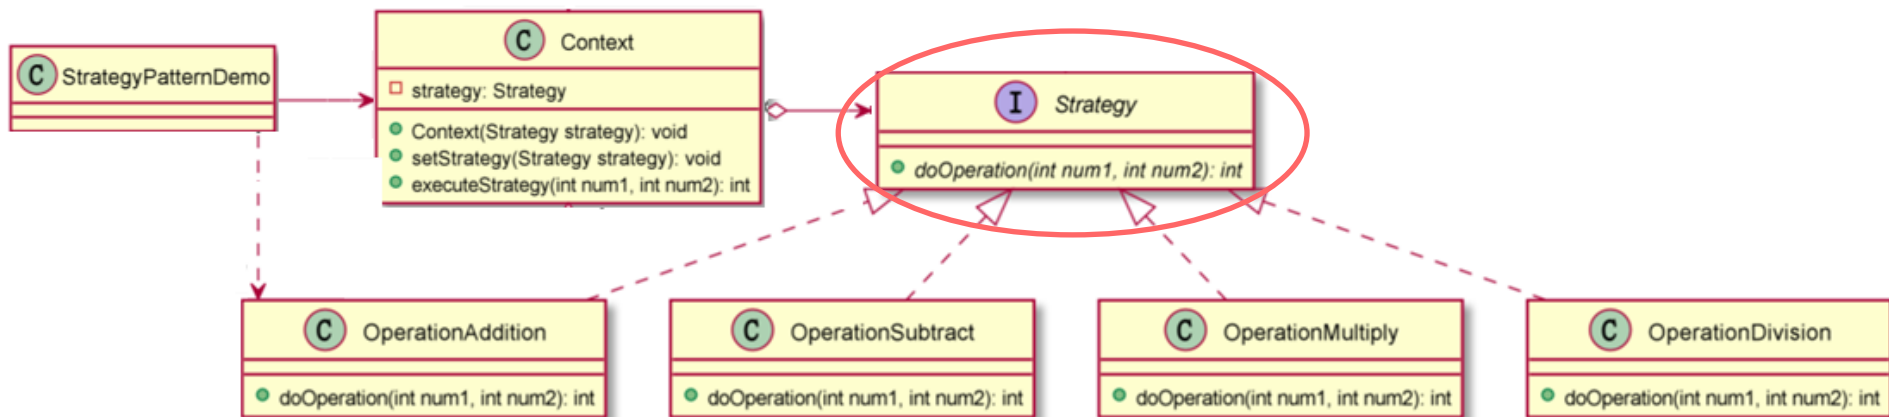 C StrategyPatternDemo
C Context
strategy: Strategy
Context(Strategy strategy): void
setStrategy(Strategy strategy): void
executeStrategy(int num1, int num2): int
I Strategy
doOperation(int num1, int num2): int
C OperationAddition
doOperation(int num1, int num2): int
C OperationSubtract
doOperation(int num1, int num2): int
C OperationMultiply
doOperation(int num1, int num2): int
C OperationDivision
doOperation(int num1, int num2): int